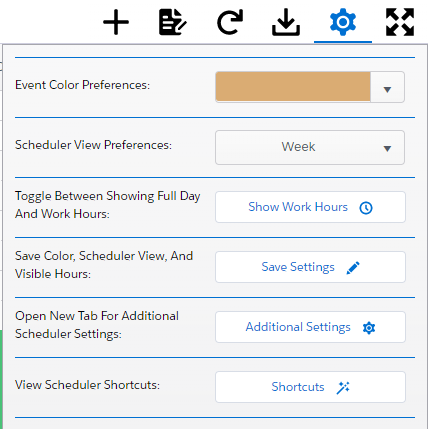 Event Color Preferences:
Scheduler View Preferences:
Week
Toggle Between Showing Full Day
And Work Hours:
Show Work Hours
Save Color, Scheduler View, And
Visible Hours:
Save Settings
Open New Tab For Additional
Scheduler Settings:
Additional Settings
View Scheduler Shortcuts:
Shortcuts